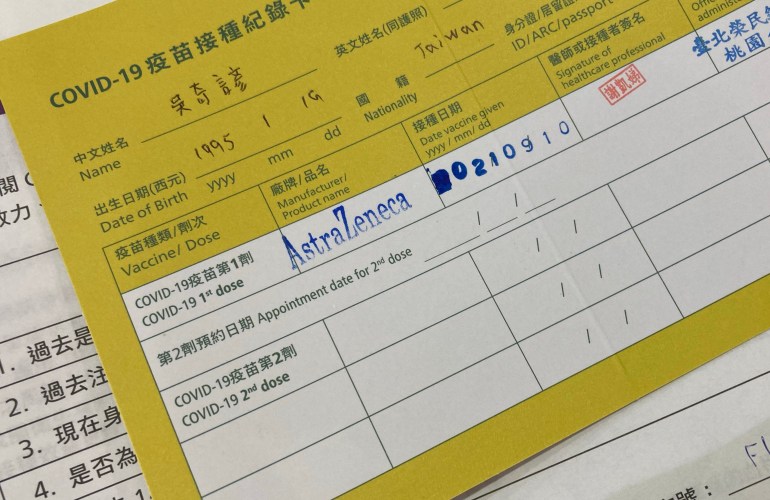 COVID-19 疫苗接種紀錄卡
中文姓名 吳奇諺 英文姓名(同護照)
Name
出生日期(西元) 1995 1 19 國籍 Taiwan 身分證/居留證
Date of Birth yyyy mm dd Nationality ID/ARC/passport
疫苗種類/劑次 廠牌/品名 接種日期 醫師或接種者簽名
Vaccine/ Dose Manufacturer/ Date vaccine given Signature of
Product name yyyy / mm/ dd healthcare professional administe
COVID-19疫苗第1劑 AstraZeneca 20210910 臺北榮民
COVID-19 1st dose 桃園
第2劑預約日期 Appointment date for 2nd dose / /
COVID-19疫苗第2劑 / /
COVID-19 2nd dose / /
/ /
閱
效力
1. 過去是
2. 過去注
3. 現在身
4. 是否為